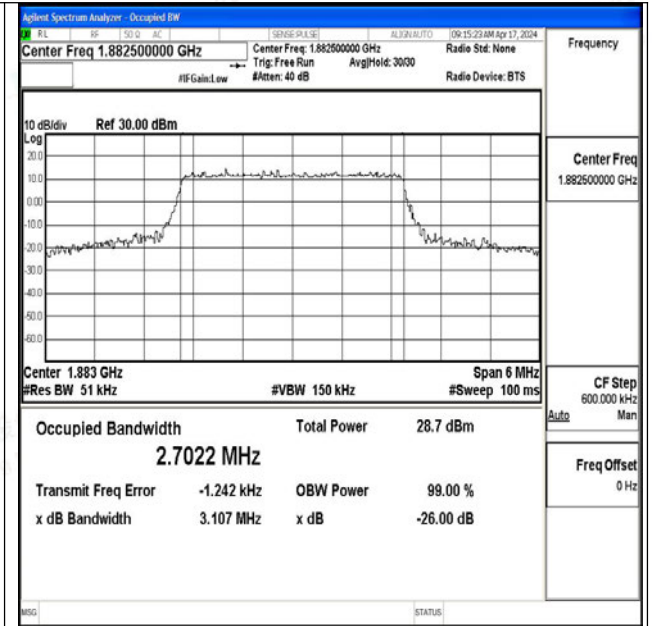 Agilent Spectrum Analyzer - Occupied BW
RL RF 50 Ω AC SENSE:PULSE ALIGN AUTO 09:15:23 AM Apr 17, 2024
Center Freq 1.882500000 GHz Center Freq: 1.882500000 GHz Radio Std: None Frequency
Trig: Free Run Avg|Hold: 30/30
#IFGain:Low #Atten: 40 dB Radio Device: BTS
10 dB/div Ref 30.00 dBm
Log
20.0
10.0
0.00
-10.0
-20.0
-30.0
-40.0
-50.0
-60.0
Center Freq
1.882500000 GHz
Center 1.883 GHz Span 6 MHz
#Res BW 51 kHz #VBW 150 kHz #Sweep 100 ms
CF Step
600.000 kHz
Auto Man
Occupied Bandwidth Total Power 28.7 dBm
2.7022 MHz
Freq Offset
0 Hz
Transmit Freq Error -1.242 kHz OBW Power 99.00 %
x dB Bandwidth 3.107 MHz x dB -26.00 dB
MSG STATUS